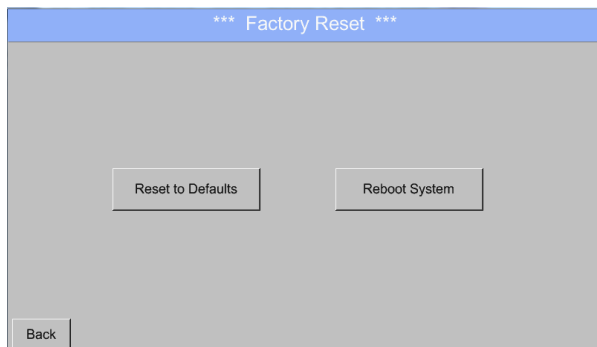 *** Factory Reset ***
Reset to Defaults
Reboot System
Back